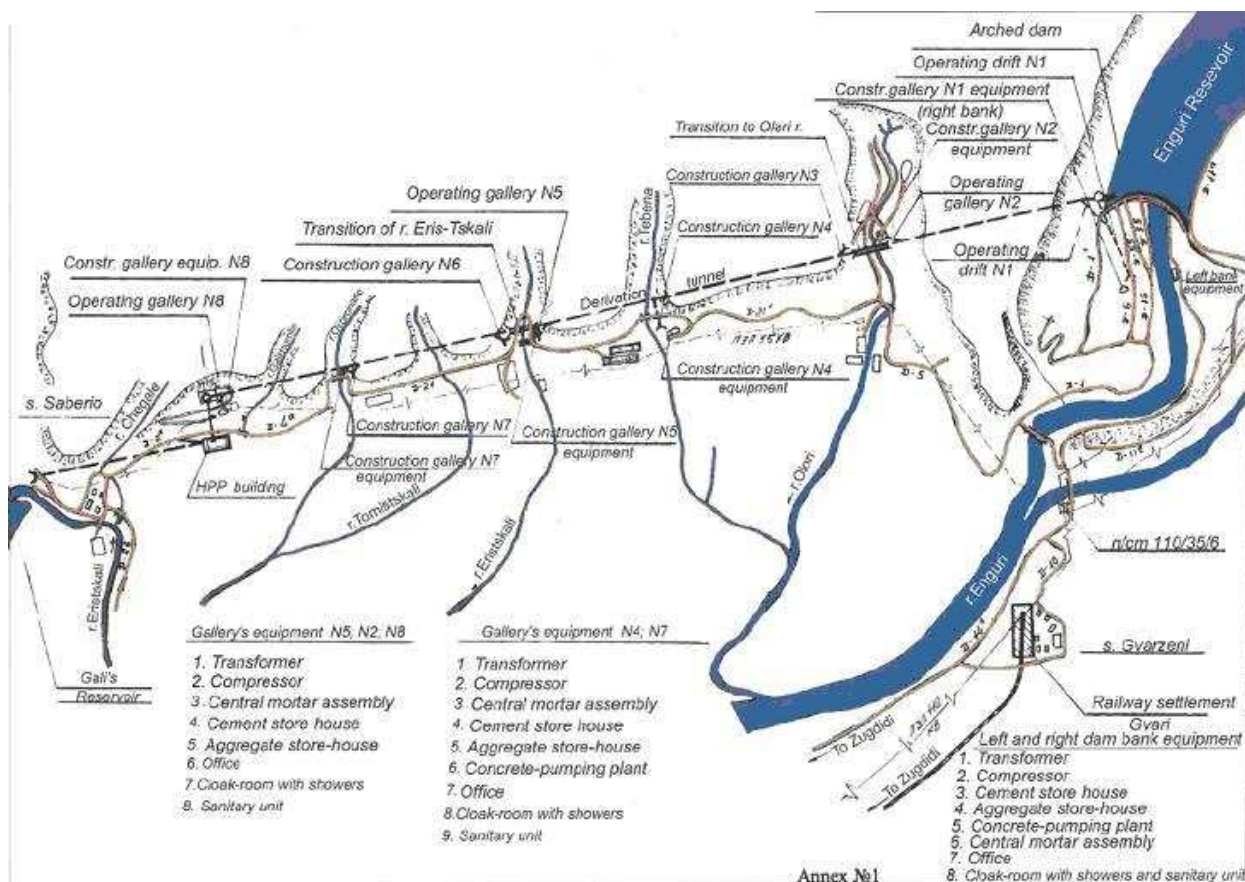 Arched dam
Operating drift N1
Constr.gallery N1 equipment
(right bank)
Transition to Olari r.
Constr.gallery N2
equipment
Construction gallery N3
Operating
gallery N2
Operating gallery N5
Construction gallery N4
Transition of r. Eris-Tskali
Operating
drift N1
Constr. gallery equip. N8
Construction gallery N6
Operating gallery N8
Enguri Resevoir
r.Tebena
Derivation tunnel
Left bank
equipment
s. Saberio
r. Chegele
Construction gallery N4
equipment
Construction gallery N7
Construction gallery N5
equipment
Construction gallery N7
equipment
HPP building
r.Tomistskali
r.Eristskali
r.Olori
r.Enguri
r.Eristskali
n/cm 110/35/6
s. Gvarzeni
Gali's
Reservoir
Railway settlement
Gvari
To Zugdidi
To Zugdidi
Gallery's equipment N5; N2; N8
1. Transformer
2. Compressor
3. Central mortar assembly
4. Cement store house
5. Aggregate store-house
6. Office
7.Cloak-room with showers
8. Sanitary unit
Gallery's equipment N4; N7
1 Transformer
2. Compressor
3 Central mortar assembly
4. Cement store house
5. Aggregate store-house
6. Concrete-pumping plant
7. Office
8.Cloak-room with showers
9. Sanitary unit
Left and right dam bank equipment
1. Transformer
2. Compressor
3. Cement store house
4. Aggregate store-house
5. Concrete-pumping plant
6. Central mortar assembly
7. Office
8. Cloak-room with showers and sanitary unit
Annex №1